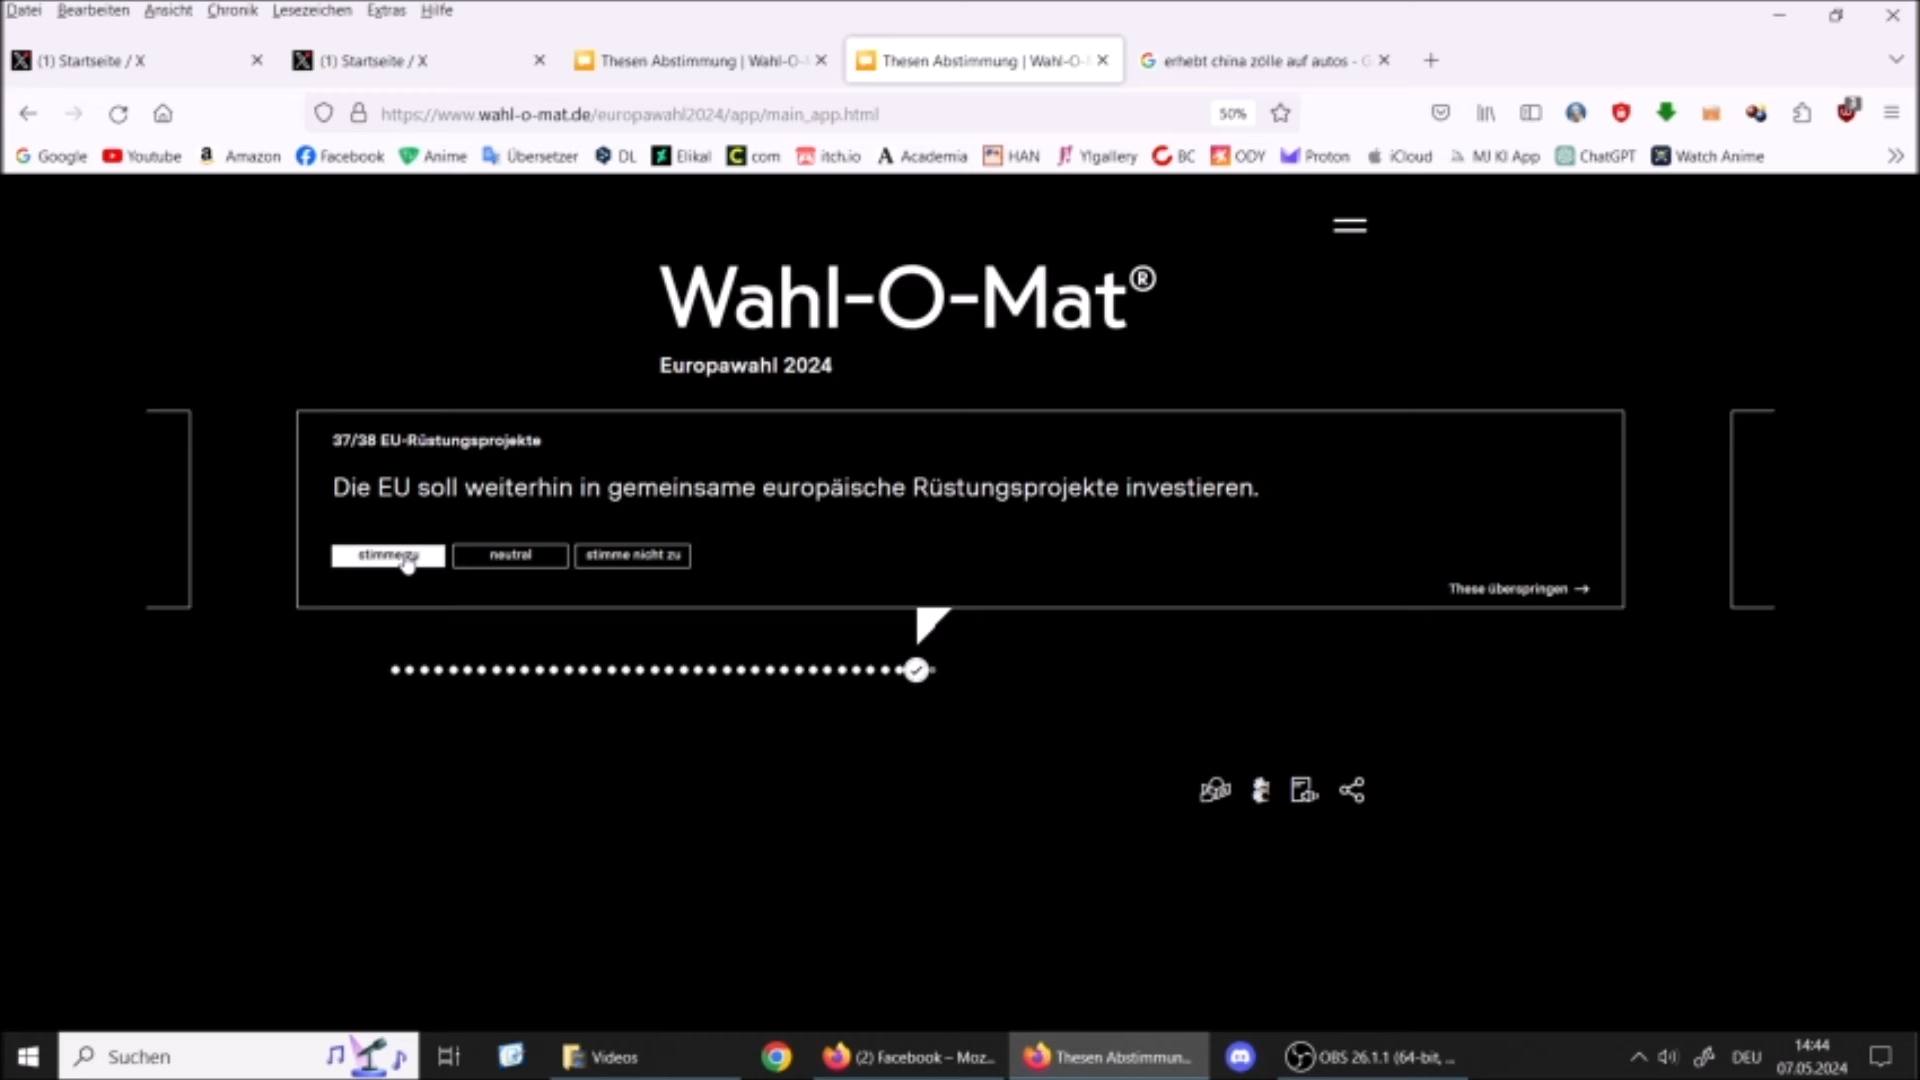 Datei Bearbeiten Ansicht Chronik Lesezeichen Extras Hilfe
(1) Startseite / X
(1) Startseite / X
Thesen Abstimmung | Wahl-O-
Thesen Abstimmung | Wahl-O-
erhebt china zölle auf autos - G
https://www.wahl-o-mat.de/europawahl2024/app/main_app.html
50%
Google Youtube Amazon Facebook Anime Übersetzer DL Elikal com itch.io Academia HAN Y!gallery BC ODY Proton iCloud MJ KI App ChatGPT Watch Anime
Wahl-O-Mat®
Europawahl 2024
37/38 EU-Rüstungsprojekte
Die EU soll weiterhin in gemeinsame europäische Rüstungsprojekte investieren.
stimme zu neutral stimme nicht zu
These überspringen →
Suchen
Videos
(2) Facebook – Moz...
Thesen Abstimmun...
OBS 26.1.1 (64-bit, ...
DEU
14:44
07.05.2024